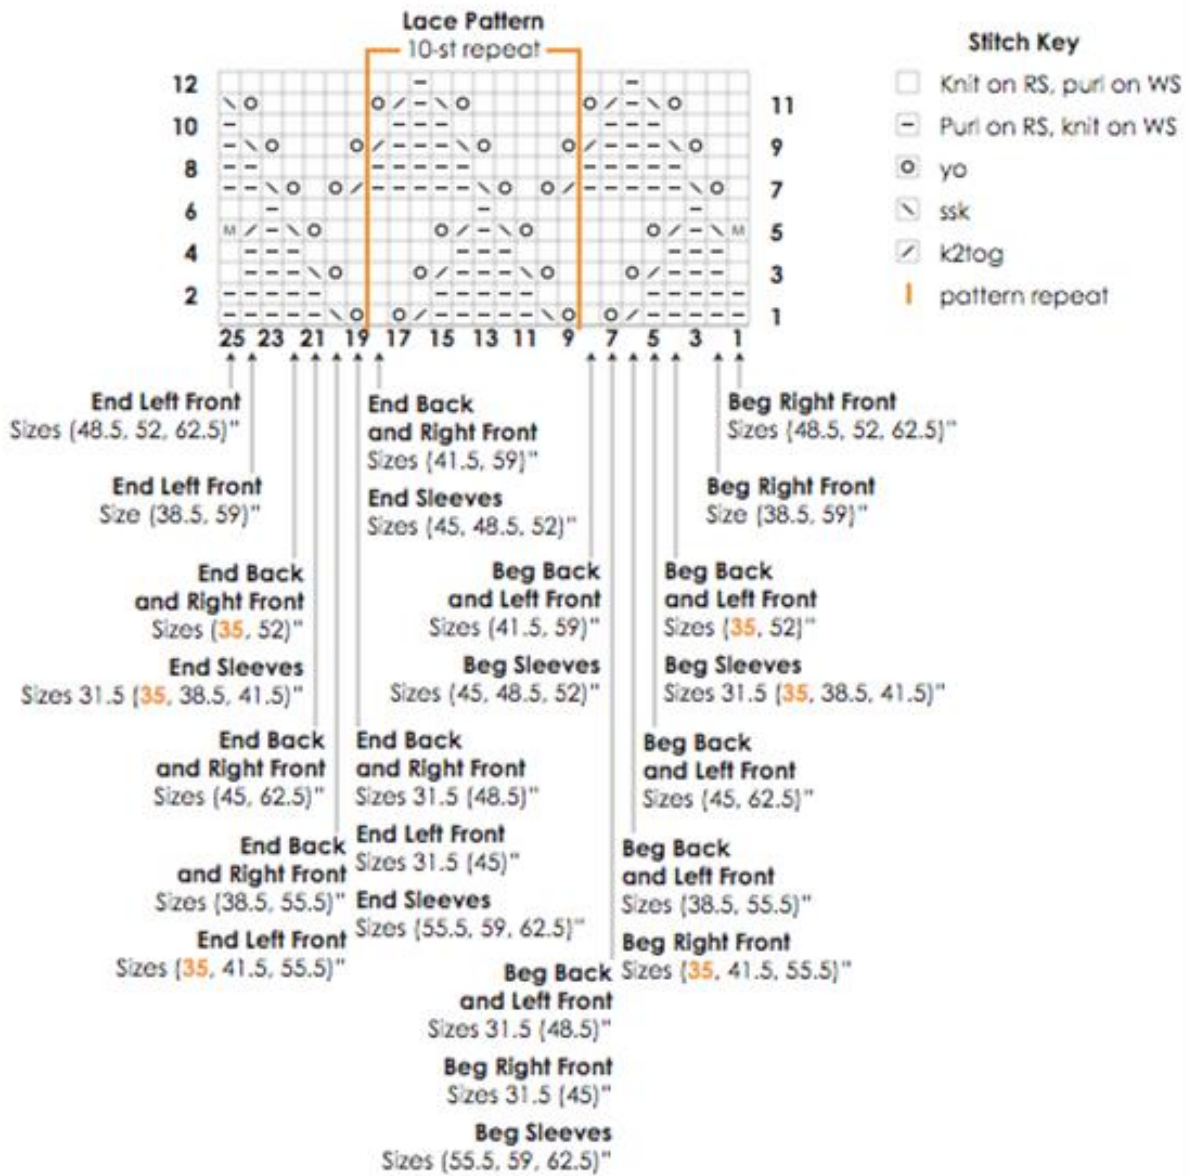 Lace Pattern
10-st repeat
Stitch Key
Knit on RS, purl on WS
Purl on RS, knit on WS
yo
ssk
k2tog
pattern repeat
12
11
10
9
8
7
6
M M 5
4
3
2
1
25 23 21 19 17 15 13 11 9 7 5 3 1
End Left Front
Sizes (48.5, 52, 62.5)"
End Back
and Right Front
Sizes (41.5, 59)"
Beg Right Front
Sizes (48.5, 52, 62.5)"
End Left Front
Size (38.5, 59)"
End Sleeves
Sizes (45, 48.5, 52)"
Beg Right Front
Size (38.5, 59)"
End Back
and Right Front
Sizes (35, 52)"
Beg Back
and Left Front
Sizes (41.5, 59)"
Beg Back
and Left Front
Sizes (35, 52)"
End Sleeves
Sizes 31.5 (35, 38.5, 41.5)"
Beg Sleeves
Sizes (45, 48.5, 52)"
Beg Sleeves
Sizes 31.5 (35, 38.5, 41.5)"
End Back
and Right Front
Sizes (45, 62.5)"
End Back
and Right Front
Sizes 31.5 (48.5)"
Beg Back
and Left Front
Sizes (45, 62.5)"
End Back
and Right Front
Sizes (38.5, 55.5)"
End Left Front
Sizes 31.5 (45)"
Beg Back
and Left Front
Sizes (38.5, 55.5)"
End Left Front
Sizes (35, 41.5, 55.5)"
End Sleeves
Sizes (55.5, 59, 62.5)"
Beg Right Front
Sizes (35, 41.5, 55.5)"
Beg Back
and Left Front
Sizes 31.5 (48.5)"
Beg Right Front
Sizes 31.5 (45)"
Beg Sleeves
Sizes (55.5, 59, 62.5)"